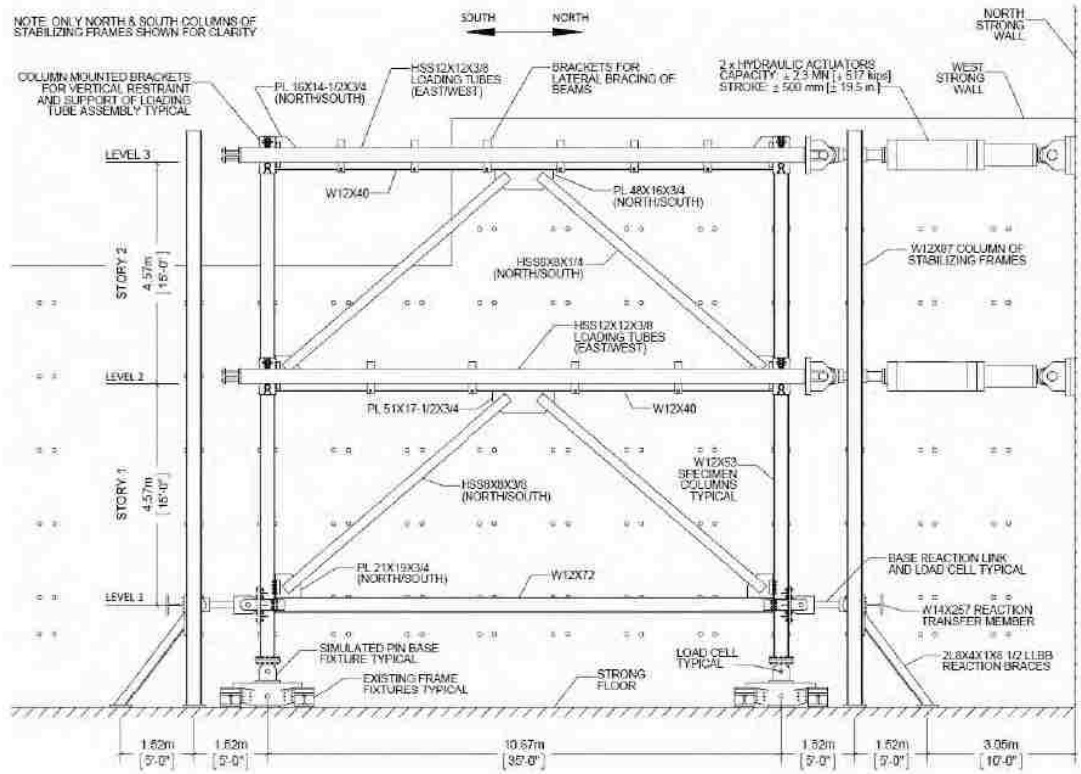 NOTE: ONLY NORTH & SOUTH COLUMNS OF
STABILIZING FRAMES SHOWN FOR CLARITY
SOUTH
NORTH
NORTH
STRONG
WALL
COLUMN MOUNTED BRACKETS
FOR VERTICAL RESTRAINT
AND SUPPORT OF LOADING
TUBE ASSEMBLY TYPICAL
PL 16X14-1/2X3/4
(NORTH/SOUTH)
HSS12X12X3/8
LOADING TUBES
(EAST/WEST)
BRACKETS FOR
LATERAL BRACING OF
BEAMS
2 x HYDRAULIC ACTUATORS
CAPACITY: ± 2.3 MN [± 517 kips]
STROKE: ± 500 mm [± 19.5 in.]
WEST
STRONG
WALL
LEVEL 3
W12X40
PL 48X16X3/4
(NORTH/SOUTH)
STORY 2
4.57m
[15'-0"]
HSS8X8X1/4
(NORTH/SOUTH)
W12X87 COLUMN OF
STABILIZING FRAMES
HSS12X12X3/8
LOADING TUBES
(EAST/WEST)
LEVEL 2
PL 51X17-1/2X3/4
W12X40
STORY 1
4.57m
[15'-0"]
HSS8X8X3/8
(NORTH/SOUTH)
W12X53
SPECIMEN
COLUMNS
TYPICAL
PL 21X19X3/4
(NORTH/SOUTH)
W12X72
BASE REACTION LINK
AND LOAD CELL TYPICAL
LEVEL 1
W14X257 REACTION
TRANSFER MEMBER
SIMULATED PIN BASE
FIXTURE TYPICAL
LOAD CELL
TYPICAL
2L8X4X1X8 1/2 LLBB
REACTION BRACES
EXISTING FRAME
FIXTURES TYPICAL
STRONG
FLOOR
1.52m
[5'-0"]
1.52m
[5'-0"]
10.67m
[35'-0"]
1.52m
[5'-0"]
1.52m
[5'-0"]
3.05m
[10'-0"]